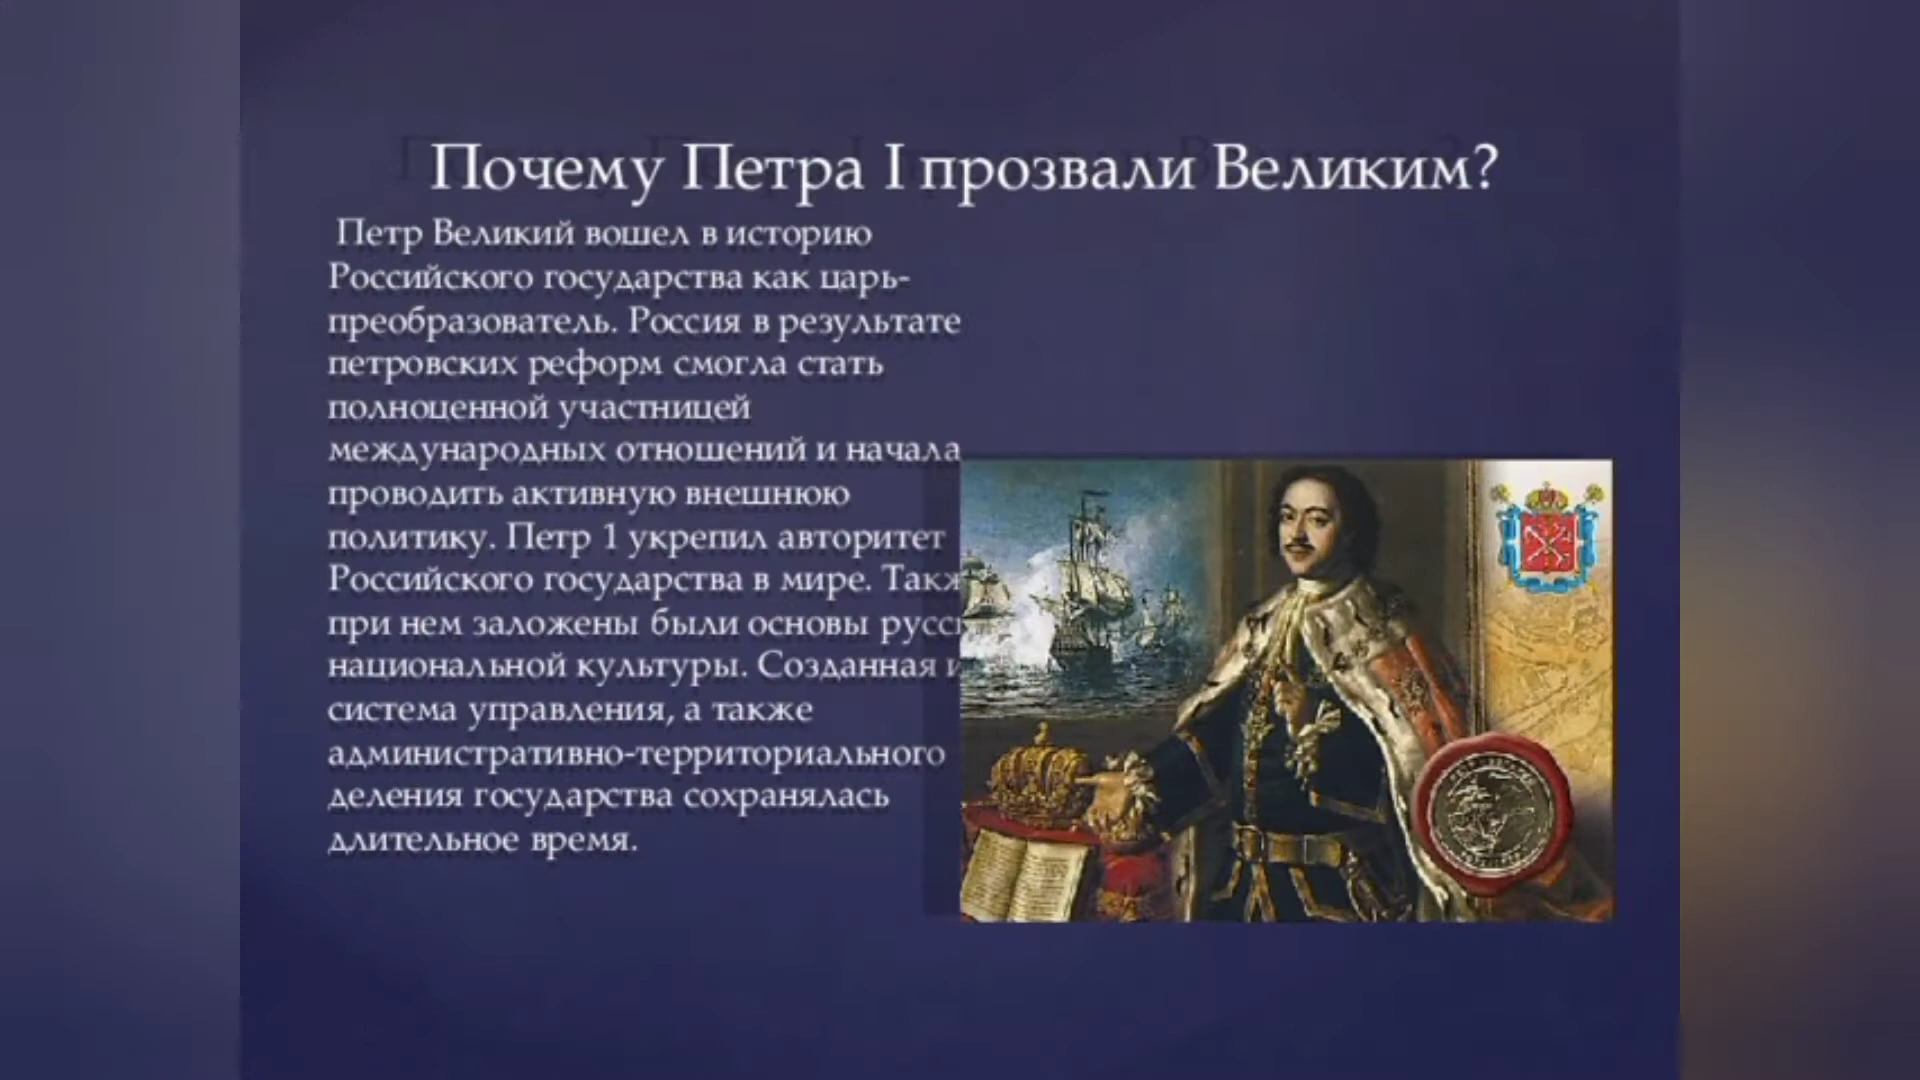 Почему Петра I прозвали Великим?
Петр Великий вошел в историю
Российского государства как царь-
преобразователь. Россия в результате
петровских реформ смогла стать
полноценной участницей
международных отношений и начала
проводить активную внешнюю
политику. Петр 1 укрепил авторитет
Российского государства в мире.
при нем заложены были основы
национальной культуры. Созданная
система управления, а также
административно-территориального
деления государства сохранялась
длительное время.